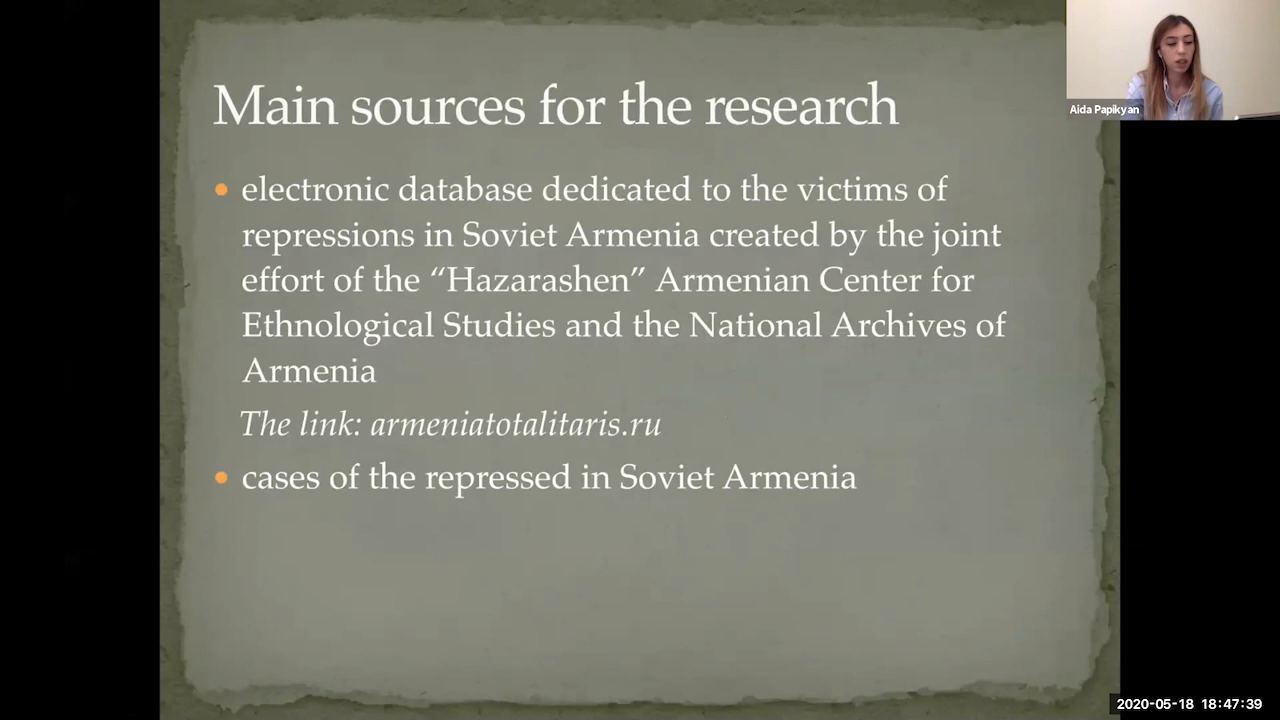 Main sources for the research
electronic database dedicated to the victims of
repressions in Soviet Armenia created by the joint
effort of the “Hazarashen” Armenian Center for
Ethnological Studies and the National Archives of
Armenia
The link: armeniatotalitaris.ru
cases of the repressed in Soviet Armenia
Aida Papikyan
2020-05-18 18:47:39